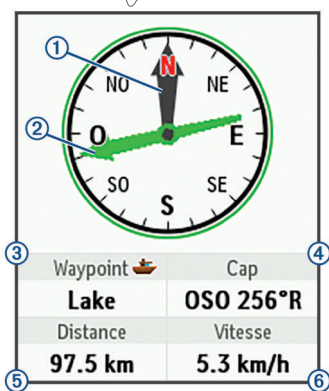 ①
N
NO
NE
②
O
E
SO
SE
S
③
④
Waypoint
Cap
Lake
OSO 256°R
Distance
Vitesse
97.5 km
5.3 km/h
⑤
⑥